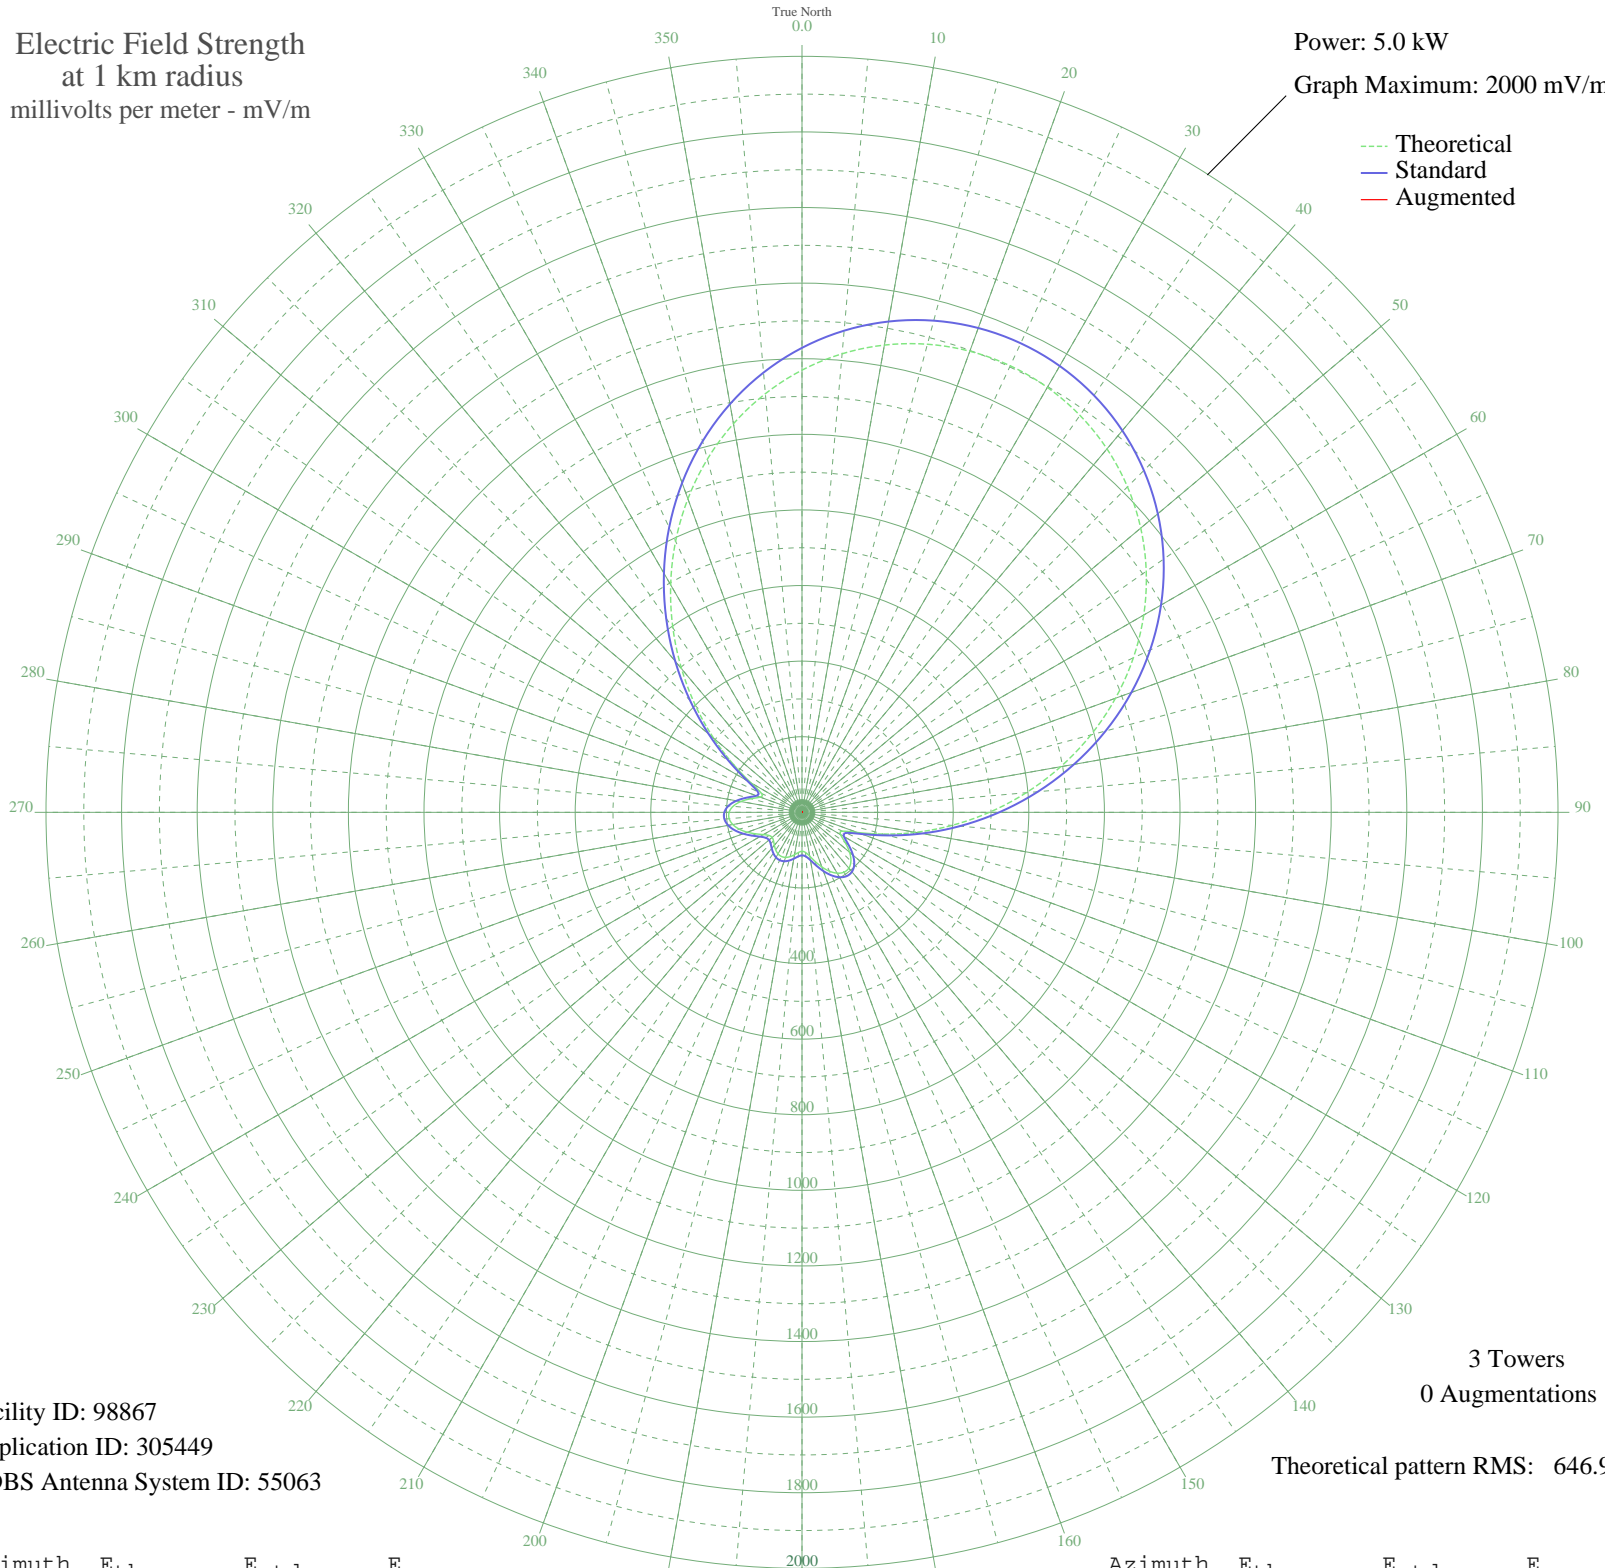 True North
0.0
Electric Field Strength
at 1 km radius
millivolts per meter - mV/m
Power: 5.0 kW
Graph Maximum: 2000 mV/m
Theoretical
Standard
Augmented
10
20
30
40
50
60
70
80
90
100
110
120
130
140
150
160
200
210
220
230
240
250
260
270
280
290
300
310
320
330
340
350
400
600
800
1000
1200
1400
1600
1800
2000
3 Towers
0 Augmentations
Theoretical pattern RMS: 646.9
cility ID: 98867
plication ID: 305449
DBS Antenna System ID: 55063
imuth E E E
Azimuth E E E